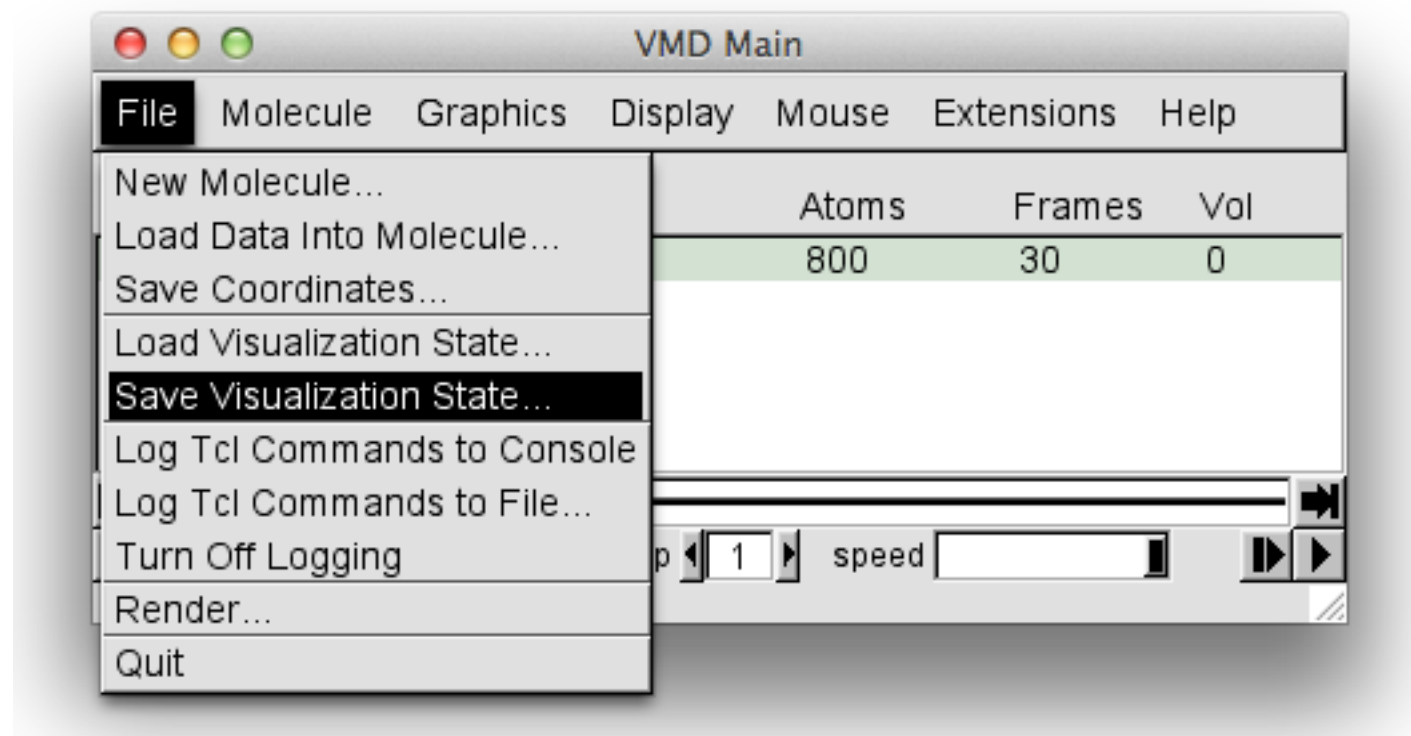 VMD Main
File Molecule Graphics Display Mouse Extensions Help
New Molecule...
Load Data Into Molecule...
Save Coordinates...
Load Visualization State...
Save Visualization State...
Log Tcl Commands to Console
Log Tcl Commands to File...
Turn Off Logging
Render...
Quit
Atoms Frames Vol
800 30 0
p 1 speed